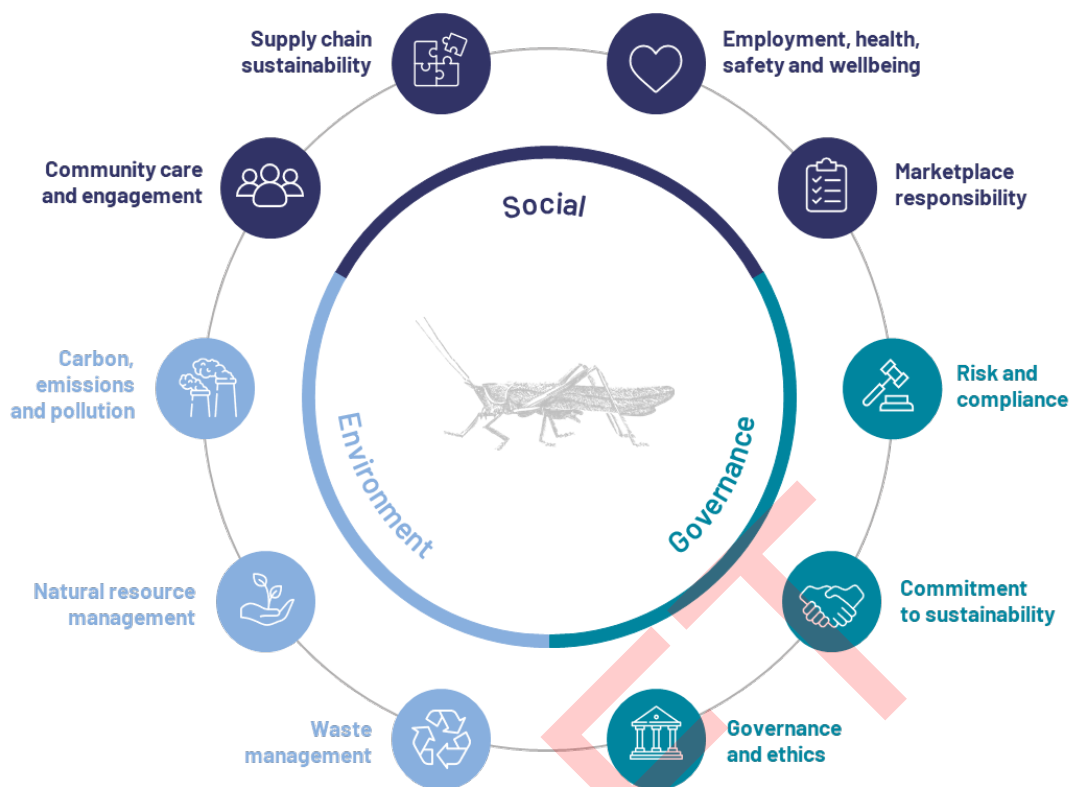 Supply chain
sustainability
Employment, health,
safety and wellbeing
Community care
and engagement
Marketplace
responsibility
Social
Carbon,
emissions
and pollution
Risk and
compliance
Environment
Governance
Natural resource
management
Commitment
to sustainability
Waste
management
Governance
and ethics